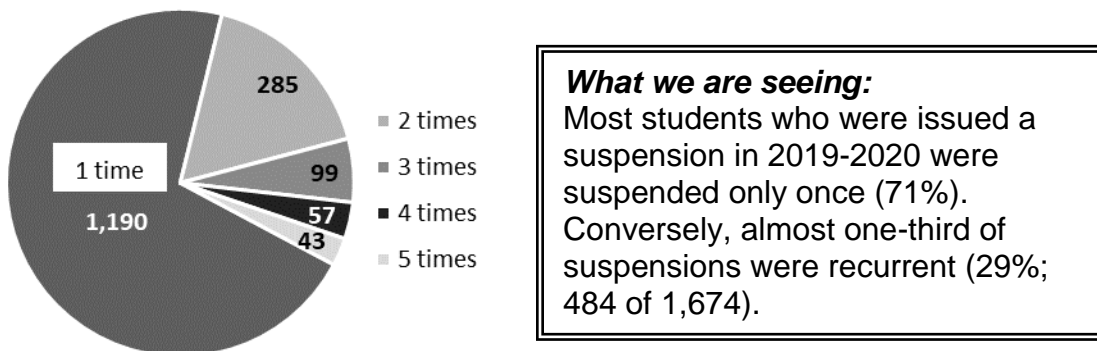 285
99
57
43
1 time
1,190
2 times
3 times
4 times
5 times
What we are seeing:
Most students who were issued a
suspension in 2019-2020 were
suspended only once (71%).
Conversely, almost one-third of
suspensions were recurrent (29%;
484 of 1,674).